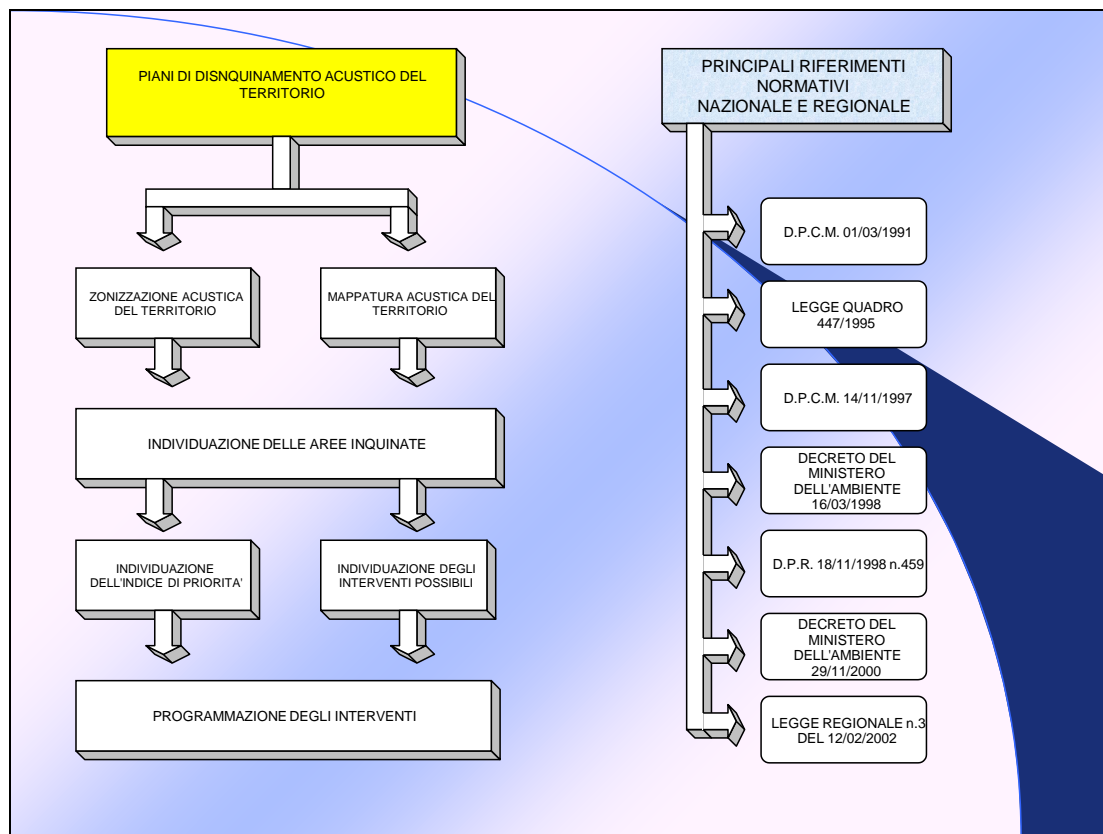 PIANI DI DISNQUINAMENTO ACUSTICO DEL
TERRITORIO
ZONIZZAZIONE ACUSTICA
DEL TERRITORIO
MAPPATURA ACUSTICA DEL
TERRITORIO
INDIVIDUAZIONE DELLE AREE INQUINATE
INDIVIDUAZIONE
DELL'INDICE DI PRIORITA'
INDIVIDUAZIONE DEGLI
INTERVENTI POSSIBILI
PROGRAMMAZIONE DEGLI INTERVENTI
PRINCIPALI RIFERIMENTI
NORMATIVI
NAZIONALE E REGIONALE
D.P.C.M. 01/03/1991
LEGGE QUADRO
447/1995
D.P.C.M. 14/11/1997
DECRETO DEL
MINISTERO
DELL'AMBIENTE
16/03/1998
D.P.R. 18/11/1998 n.459
DECRETO DEL
MINISTERO
DELL'AMBIENTE
29/11/2000
LEGGE REGIONALE n.3
DEL 12/02/2002